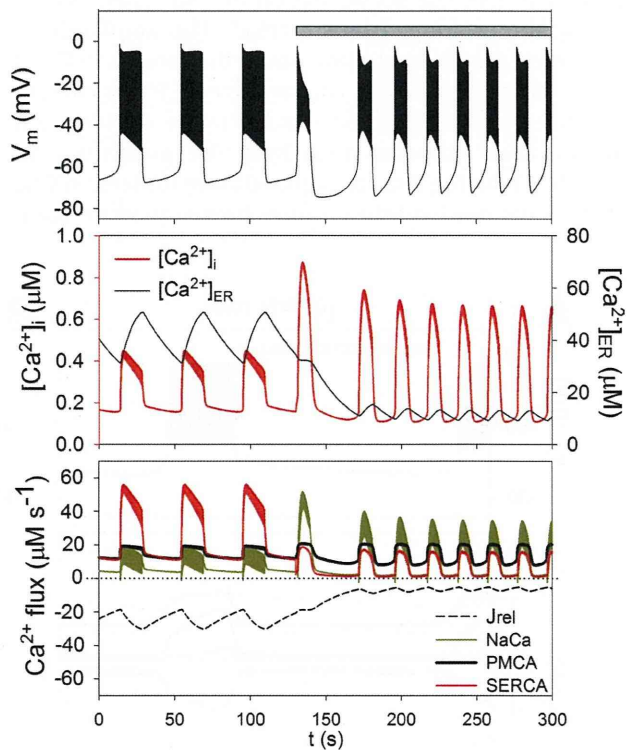 0
-20
-40
-60
-80
Vm (mV)
1.0
0.8
0.6
0.4
0.2
0.0
[Ca2+]i (μM)
[Ca2+]i
[Ca2+]ER
80
60
40
20
0
[Ca2+]ER (μM)
60
40
20
0
-20
-40
-60
Ca2+ flux (μM s-1)
Jrel
NaCa
PMCA
SERCA
0 50 100 150 200 250 300
t (s)